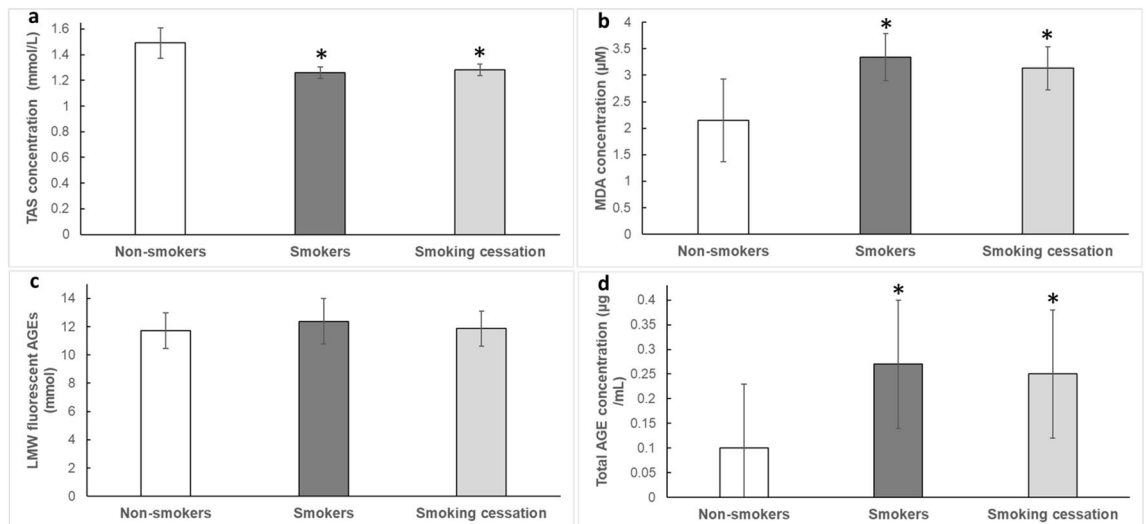 a
TAS concentration (mmol/L)
1.6
1.4
1.2
1
0.8
0.6
0.4
0.2
0
*
*
Non-smokers Smokers Smoking cessation
b
MDA concentration (µM)
4
3.5
3
2.5
2
1.5
1
0.5
0
*
*
Non-smokers Smokers Smoking cessation
c
LMW fluorescent AGEs
(mmol)
14
12
10
8
6
4
2
0
Non-smokers Smokers Smoking cessation
d
Total AGE concentration (µg
/mL)
0.4
0.35
0.3
0.25
0.2
0.15
0.1
0.05
0
*
*
Non-smokers Smokers Smoking cessation